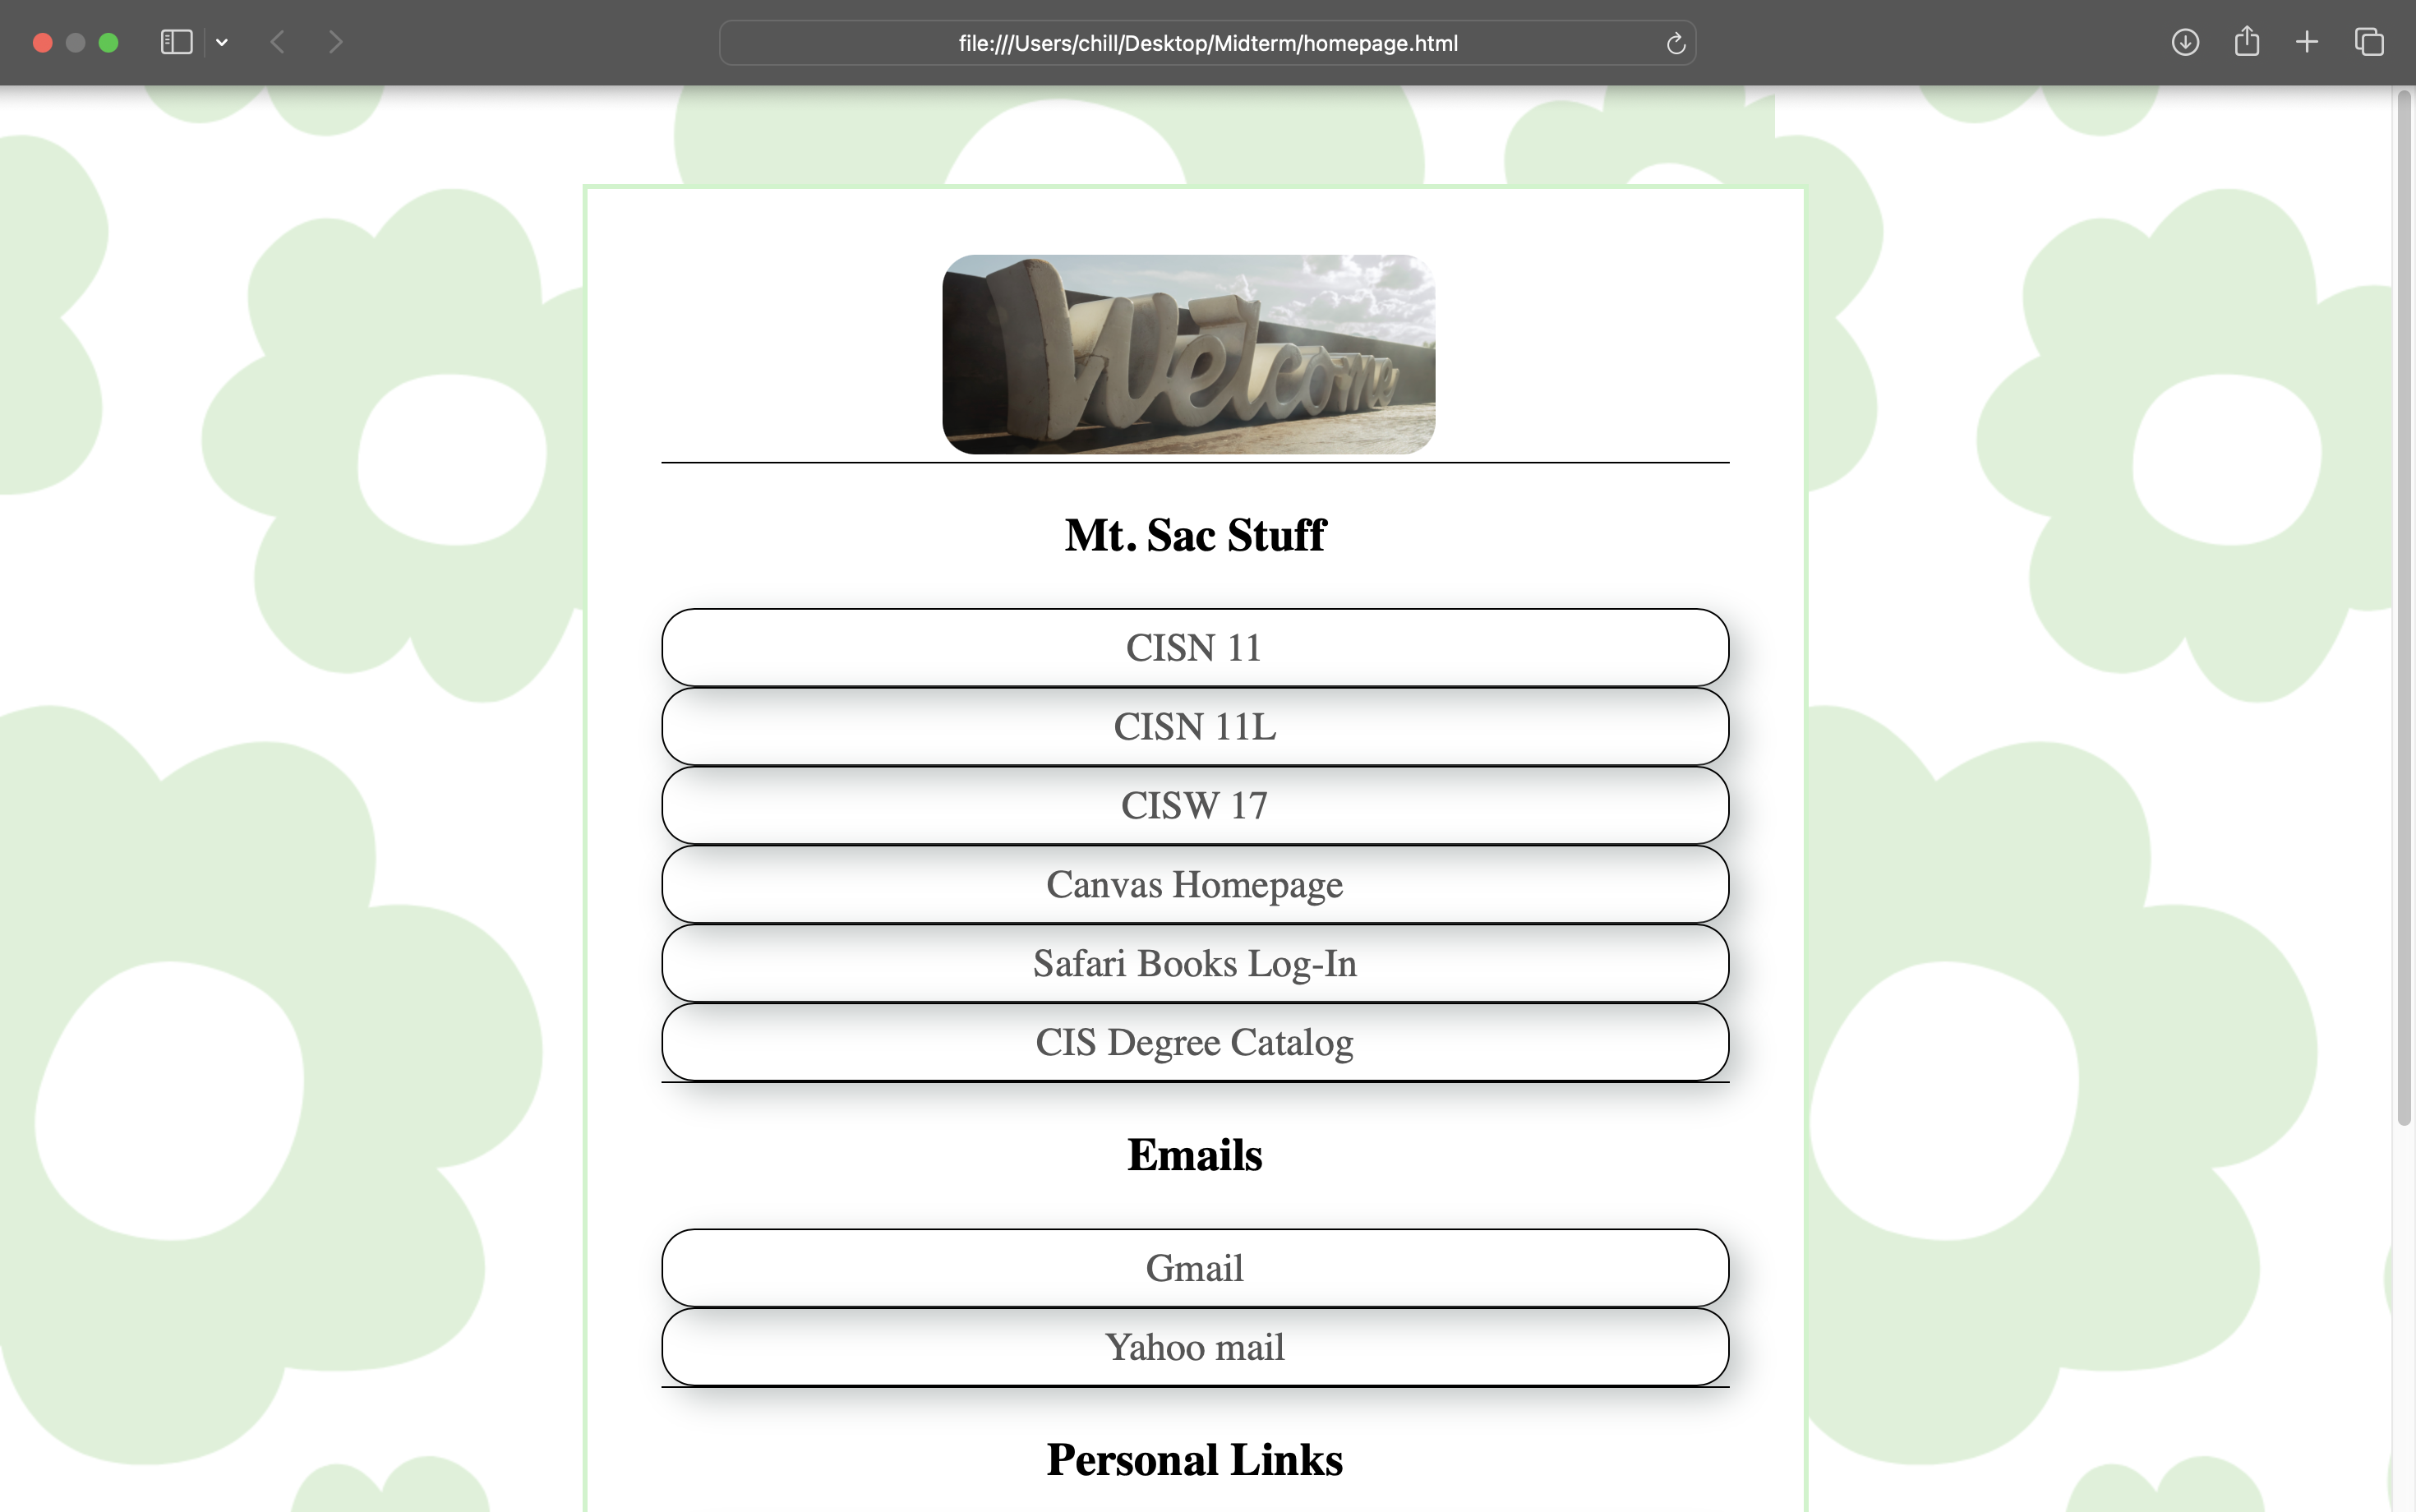 file:///Users/chill/Desktop/Midterm/homepage.html
Welcome
Mt. Sac Stuff
CISN 11
CISN 11L
CISW 17
Canvas Homepage
Safari Books Log-In
CIS Degree Catalog
Emails
Gmail
Yahoo mail
Personal Links